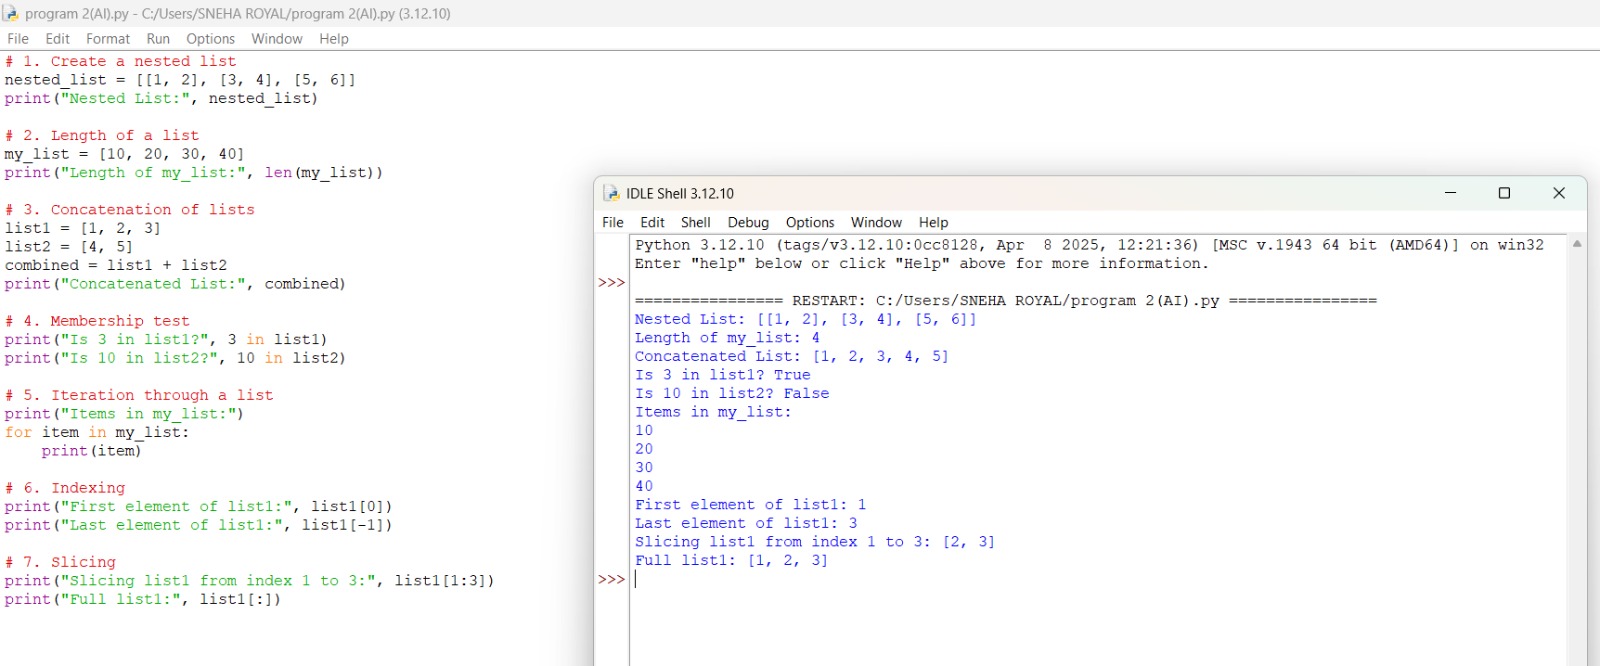 program 2(AI).py - C:/Users/SNEHA ROYAL/program 2(AI).py (3.12.10)
File Edit Format Run Options Window Help
# 1. Create a nested list
nested_list = [[1, 2], [3, 4], [5, 6]]
print("Nested List:", nested_list)
# 2. Length of a list
my_list = [10, 20, 30, 40]
print("Length of my_list:", len(my_list))
# 3. Concatenation of lists
list1 = [1, 2, 3]
list2 = [4, 5]
combined = list1 + list2
print("Concatenated List:", combined)
# 4. Membership test
print("Is 3 in list1?", 3 in list1)
print("Is 10 in list2?", 10 in list2)
# 5. Iteration through a list
print("Items in my_list:")
for item in my_list:
    print(item)
# 6. Indexing
print("First element of list1:", list1[0])
print("Last element of list1:", list1[-1])
# 7. Slicing
print("Slicing list1 from index 1 to 3:", list1[1:3])
print("Full list1:", list1[:])
IDLE Shell 3.12.10
File Edit Shell Debug Options Window Help
Python 3.12.10 (tags/v3.12.10:0cc8128, Apr  8 2025, 12:21:36) [MSC v.1943 64 bit (AMD64)] on win32
Enter "help" below or click "Help" above for more information.
>>>
================ RESTART: C:/Users/SNEHA ROYAL/program 2(AI).py ================
Nested List: [[1, 2], [3, 4], [5, 6]]
Length of my_list: 4
Concatenated List: [1, 2, 3, 4, 5]
Is 3 in list1? True
Is 10 in list2? False
Items in my_list:
10
20
30
40
First element of list1: 1
Last element of list1: 3
Slicing list1 from index 1 to 3: [2, 3]
Full list1: [1, 2, 3]
>>>